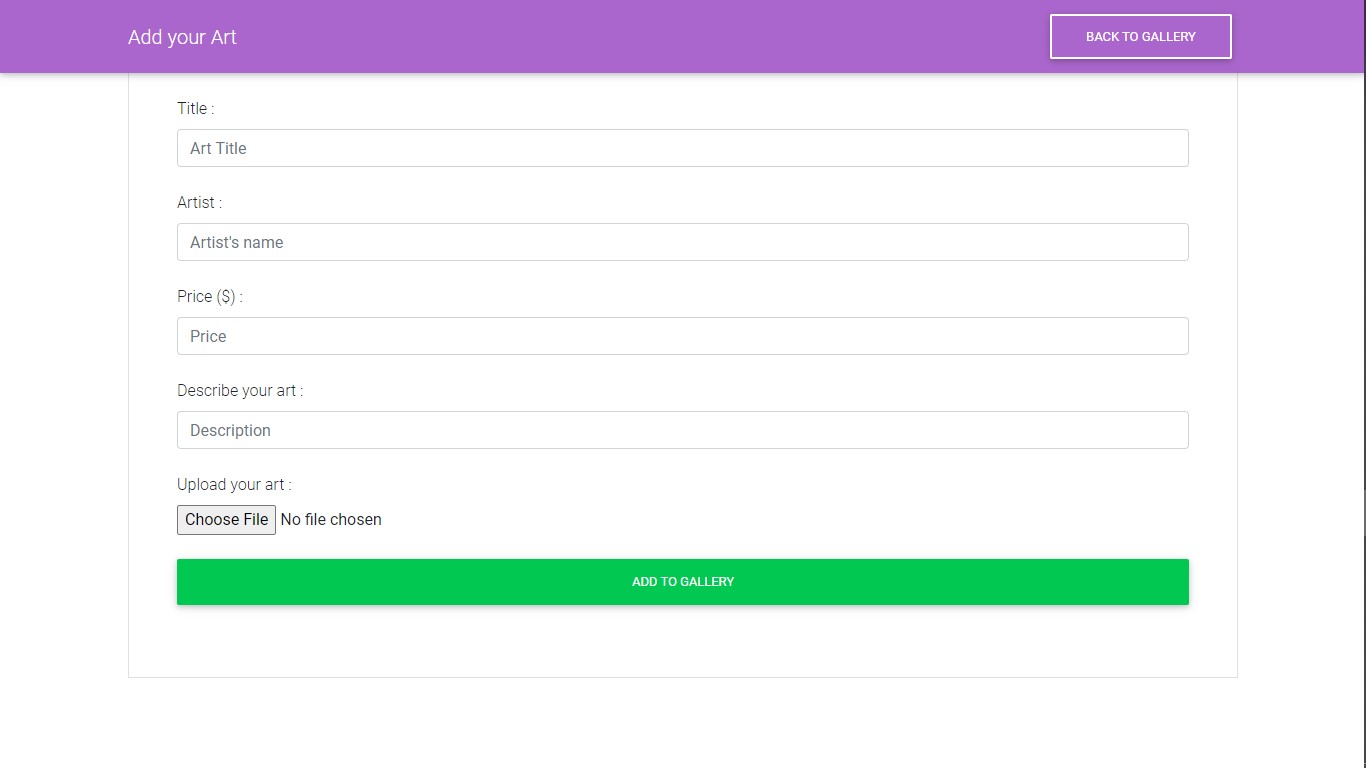 Add your Art
BACK TO GALLERY
Title :
Art Title
Artist :
Artist's name
Price ($) :
Price
Describe your art :
Description
Upload your art :
Choose File No file chosen
ADD TO GALLERY